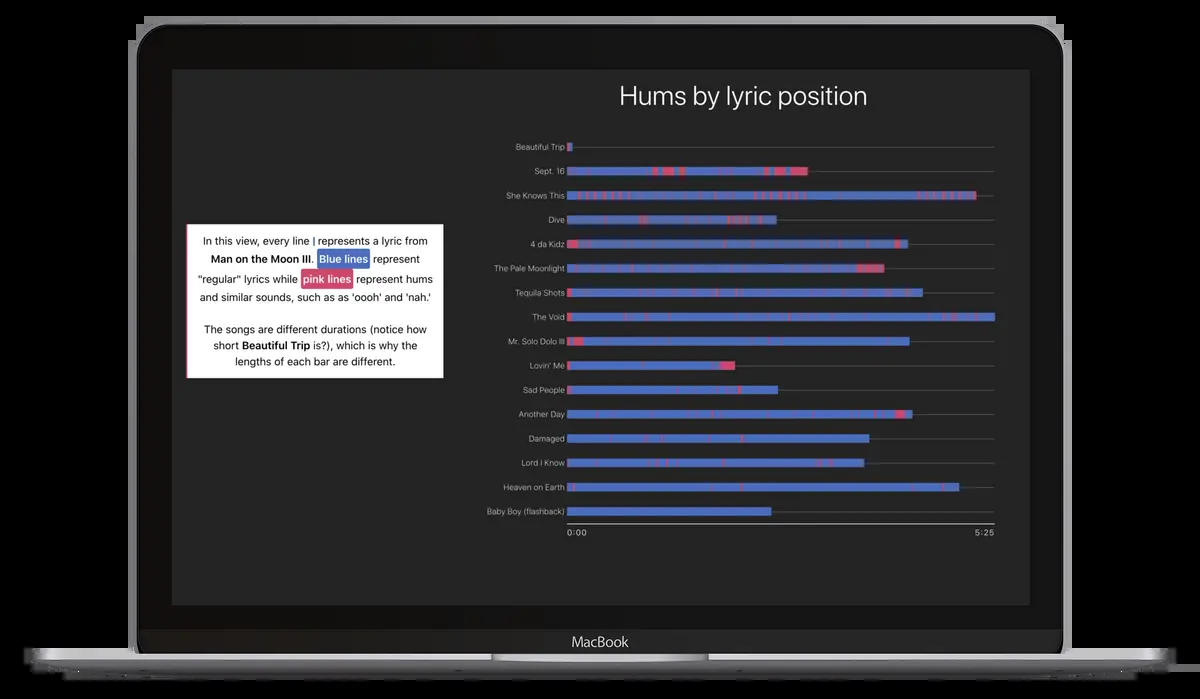 Hums by lyric position
In this view, every line | represents a lyric from
Man on the Moon III. Blue lines represent
"regular" lyrics while pink lines represent hums
and similar sounds, such as as 'oooh' and 'nah.'
The songs are different durations (notice how
short Beautiful Trip is?), which is why the
lengths of each bar are different.
Beautiful Trip
Sept. 16
She Knows This
Dive
4 da Kidz
The Pale Moonlight
Tequila Shots
The Void
Mr. Solo Dolo III
Lovin' Me
Sad People
Another Day
Damaged
Lord I Know
Heaven on Earth
Baby Boy (flashback)
0:00 5:25
MacBook